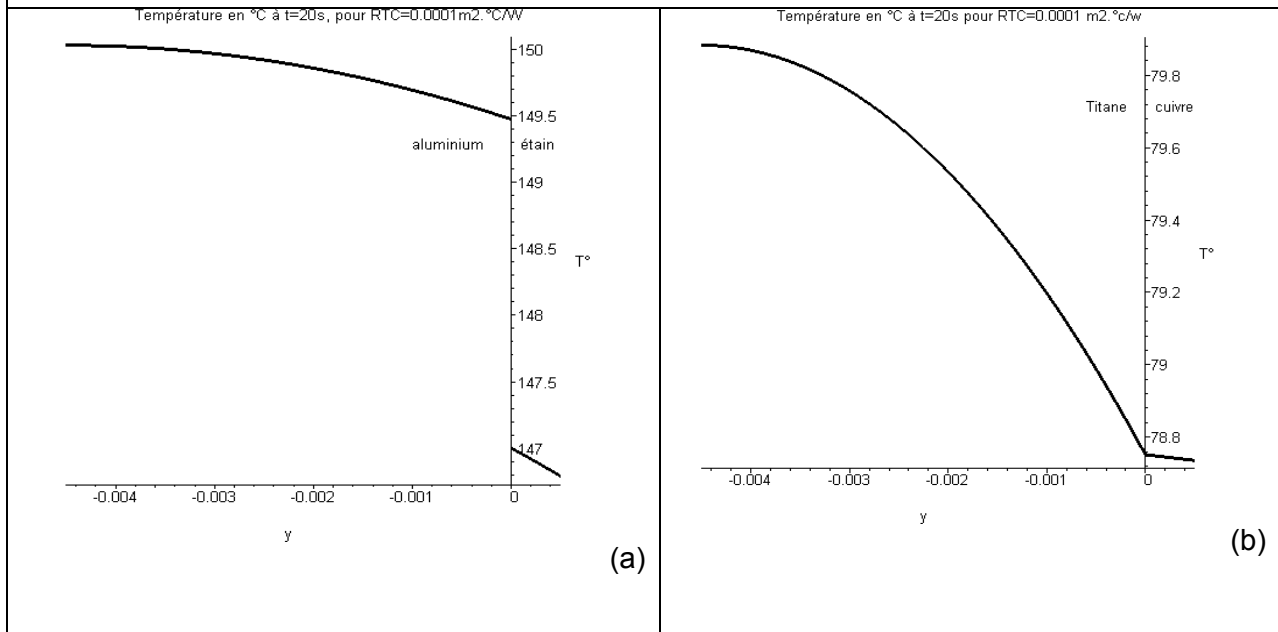 Température en °C à t=20s, pour RTC=0.0001m2.°C/W
150
149.5
aluminium étain
149
148.5
T°
148
147.5
147
-0.004 -0.003 -0.002 -0.001 0
y
(a)
Température en °C à t=20s pour RTC=0.0001 m2.°c/w
79.8
Titane cuivre
79.6
79.4
T°
79.2
79
78.8
-0.004 -0.003 -0.002 -0.001 0
y
(b)